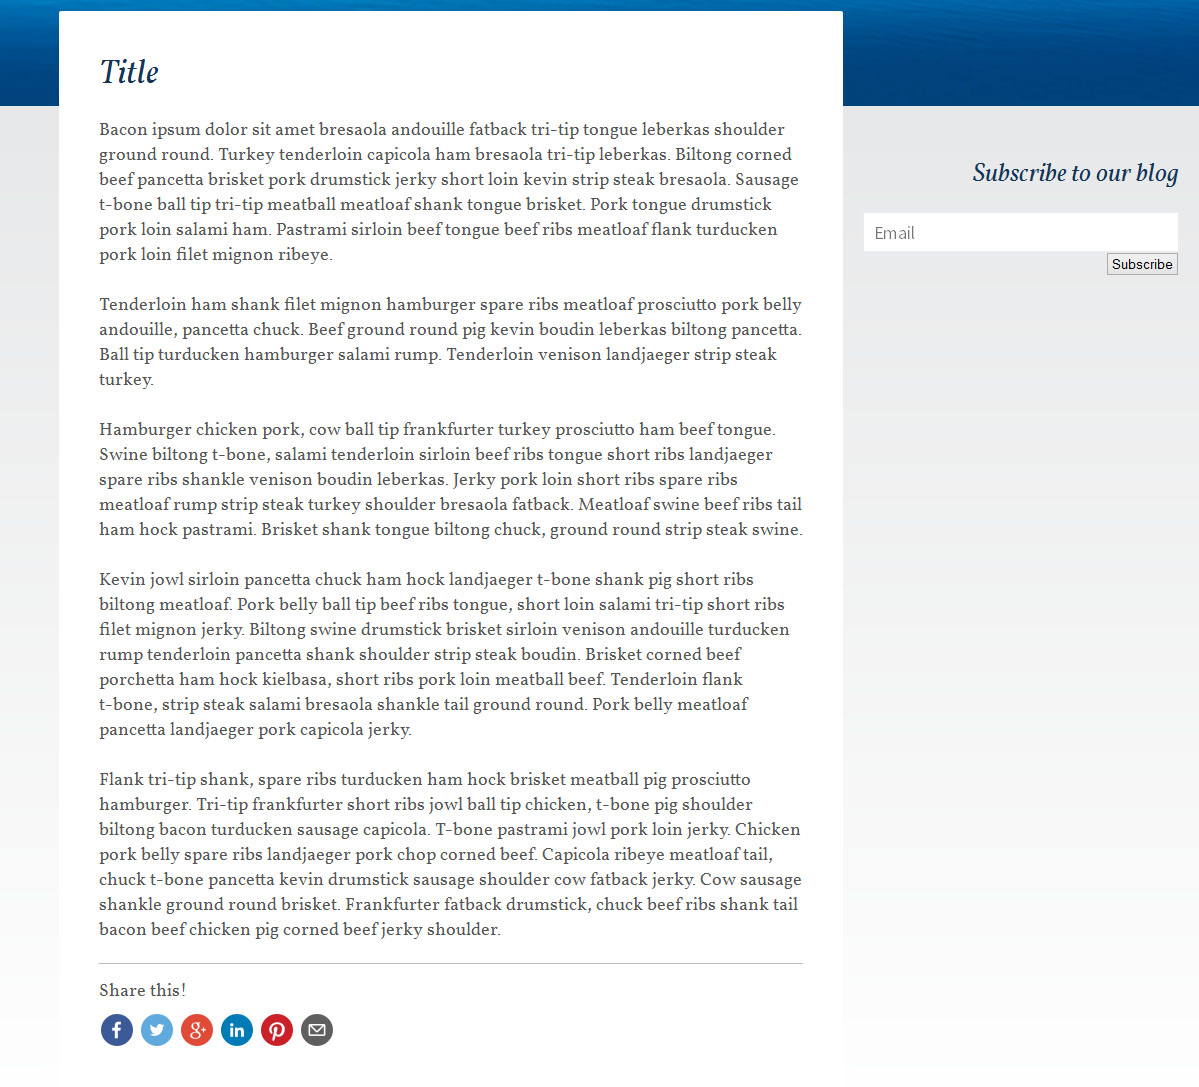 Title
Bacon ipsum dolor sit amet bresaola andouille fatback tri-tip tongue leberkas shoulder
ground round. Turkey tenderloin capicola ham bresaola tri-tip leberkas. Biltong corned
beef pancetta brisket pork drumstick jerky short loin kevin strip steak bresaola. Sausage
t-bone ball tip tri-tip meatball meatloaf shank tongue brisket. Pork tongue drumstick
pork loin salami ham. Pastrami sirloin beef tongue beef ribs meatloaf flank turducken
pork loin filet mignon ribeye.
Tenderloin ham shank filet mignon hamburger spare ribs meatloaf prosciutto pork belly
andouille, pancetta chuck. Beef ground round pig kevin boudin leberkas biltong pancetta.
Ball tip turducken hamburger salami rump. Tenderloin venison landjaeger strip steak
turkey.
Hamburger chicken pork, cow ball tip frankfurter turkey prosciutto ham beef tongue.
Swine biltong t-bone, salami tenderloin sirloin beef ribs tongue short ribs landjaeger
spare ribs shankle venison boudin leberkas. Jerky pork loin short ribs spare ribs
meatloaf rump strip steak turkey shoulder bresaola fatback. Meatloaf swine beef ribs tail
ham hock pastrami. Brisket shank tongue biltong chuck, ground round strip steak swine.
Kevin jowl sirloin pancetta chuck ham hock landjaeger t-bone shank pig short ribs
biltong meatloaf. Pork belly ball tip beef ribs tongue, short loin salami tri-tip short ribs
filet mignon jerky. Biltong swine drumstick brisket sirloin venison andouille turducken
rump tenderloin pancetta shank shoulder strip steak boudin. Brisket corned beef
porchetta ham hock kielbasa, short ribs pork loin meatball beef. Tenderloin flank
t-bone, strip steak salami bresaola shankle tail ground round. Pork belly meatloaf
pancetta landjaeger pork capicola jerky.
Flank tri-tip shank, spare ribs turducken ham hock brisket meatball pig prosciutto
hamburger. Tri-tip frankfurter short ribs jowl ball tip chicken, t-bone pig shoulder
biltong bacon turducken sausage capicola. T-bone pastrami jowl pork loin jerky. Chicken
pork belly spare ribs landjaeger pork chop corned beef. Capicola ribeye meatloaf tail,
chuck t-bone pancetta kevin drumstick sausage shoulder cow fatback jerky. Cow sausage
shankle ground round brisket. Frankfurter fatback drumstick, chuck beef ribs shank tail
bacon beef chicken pig corned beef jerky shoulder.
Share this!
Subscribe to our blog
Email
Subscribe